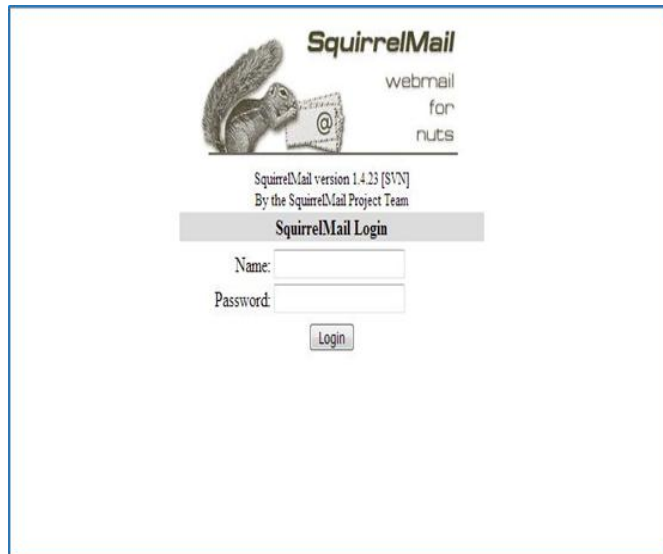 SquirrelMail
webmail
for
nuts
@
SquirrelMail version 1.4.23 [SVN]
By the SquirrelMail Project Team
SquirrelMail Login
Name:
Password:
Login